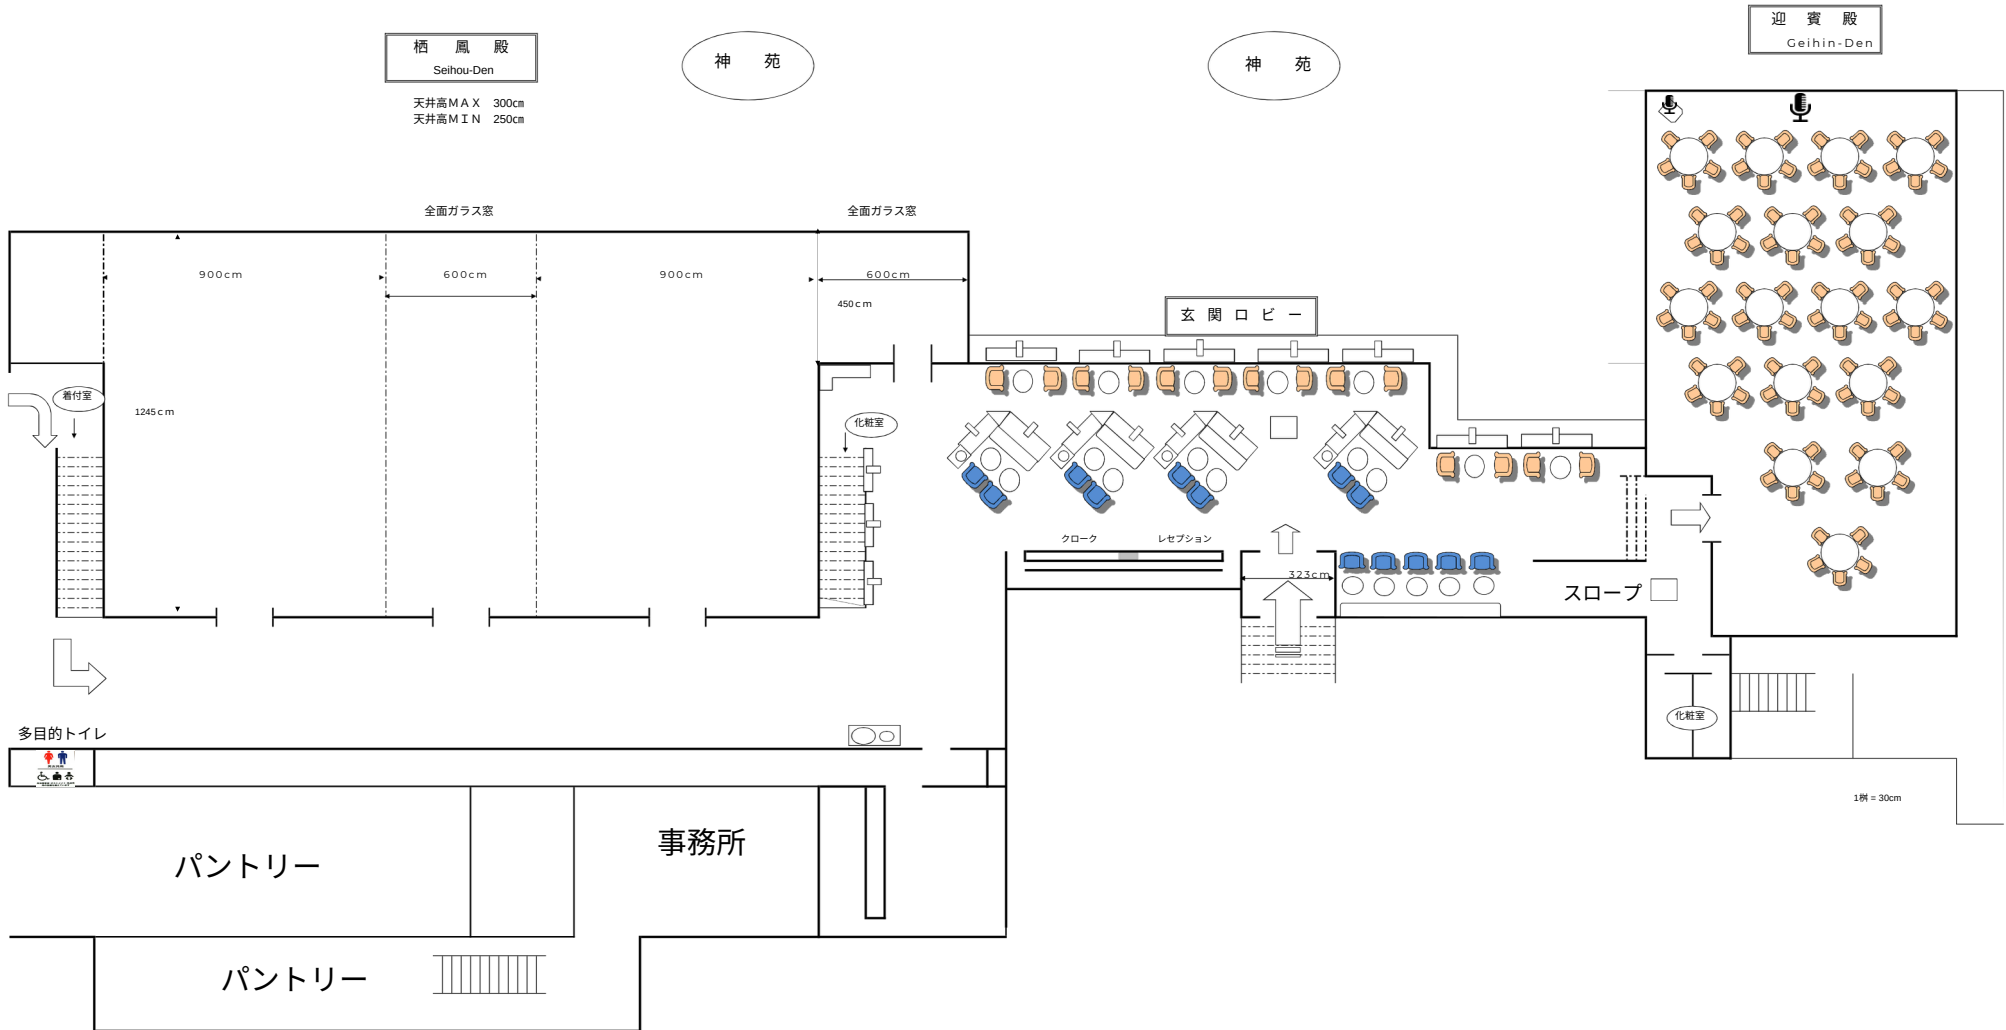 栖 鳳 殿
Seihou-Den
天井高ＭＡＸ 300㎝
天井高ＭＩＮ 250㎝
神 苑
神 苑
迎 賓 殿
Geihin-Den
全面ガラス窓
全面ガラス窓
900cm
600cm
900cm
600cm
450ｃｍ
玄 関 ロ ビ ー
着付室
1245ｃｍ
化粧室
クローク
レセプション
323cm
スロープ
化粧室
多目的トイレ
1桝 = 30cm
事務所
パントリー
パントリー